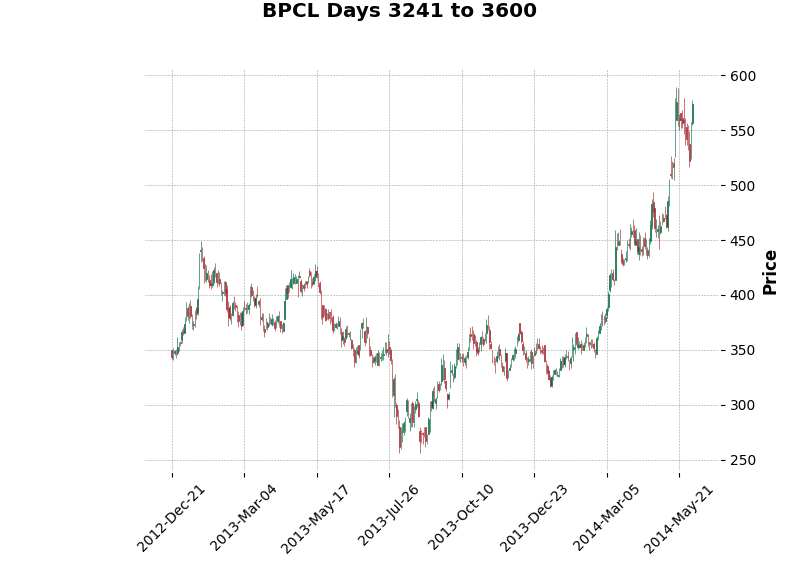 BPCL Days 3241 to 3600
600
550
500
450
400
350
300
250
Price
2012-Dec-21
2013-Mar-04
2013-May-17
2013-Jul-26
2013-Oct-10
2013-Dec-23
2014-Mar-05
2014-May-21